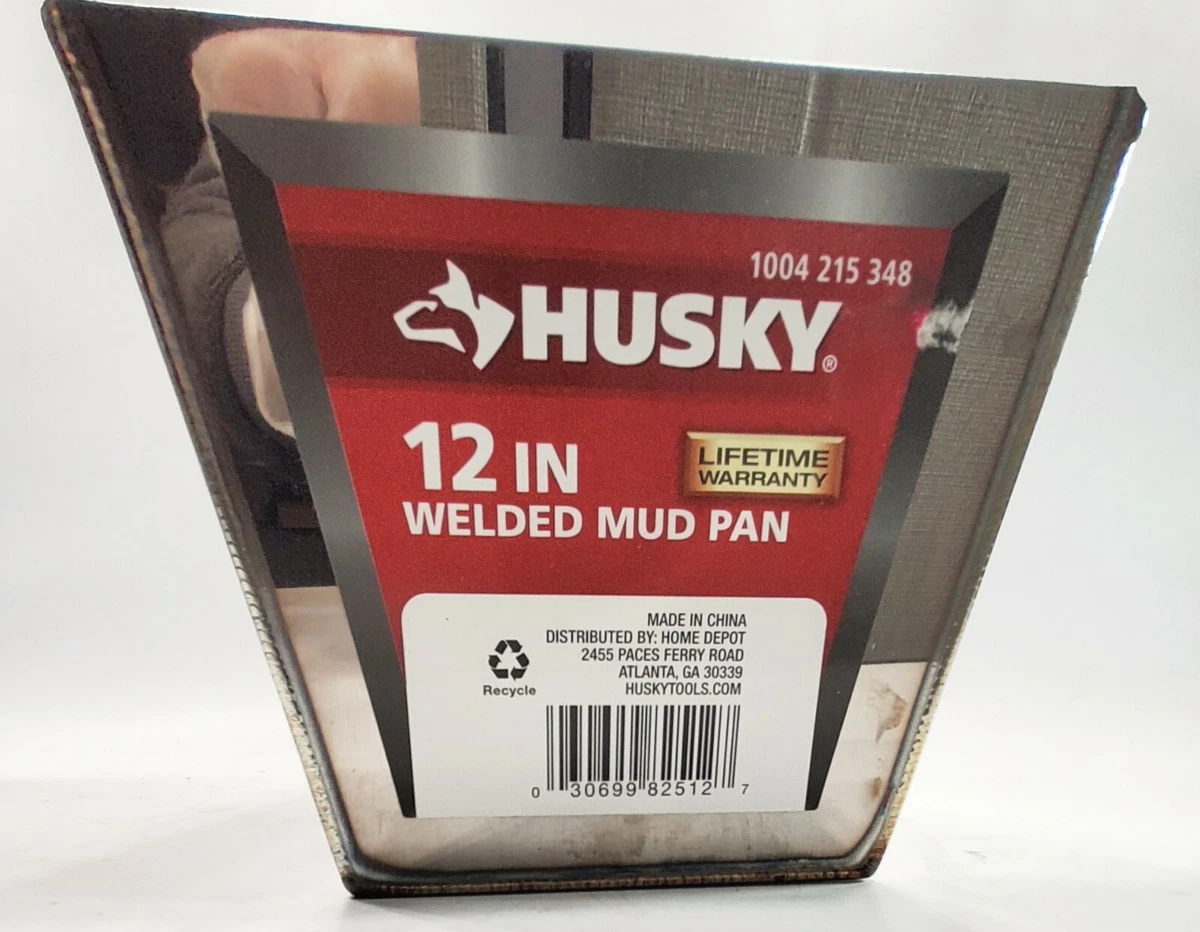 1004 215 348
HUSKY®
12 IN
WELDED MUD PAN
LIFETIME
WARRANTY
MADE IN CHINA
DISTRIBUTED BY: HOME DEPOT
2455 PACES FERRY ROAD
ATLANTA, GA 30339
HUSKYTOOLS.COM
Recycle
0 30699 82512 7